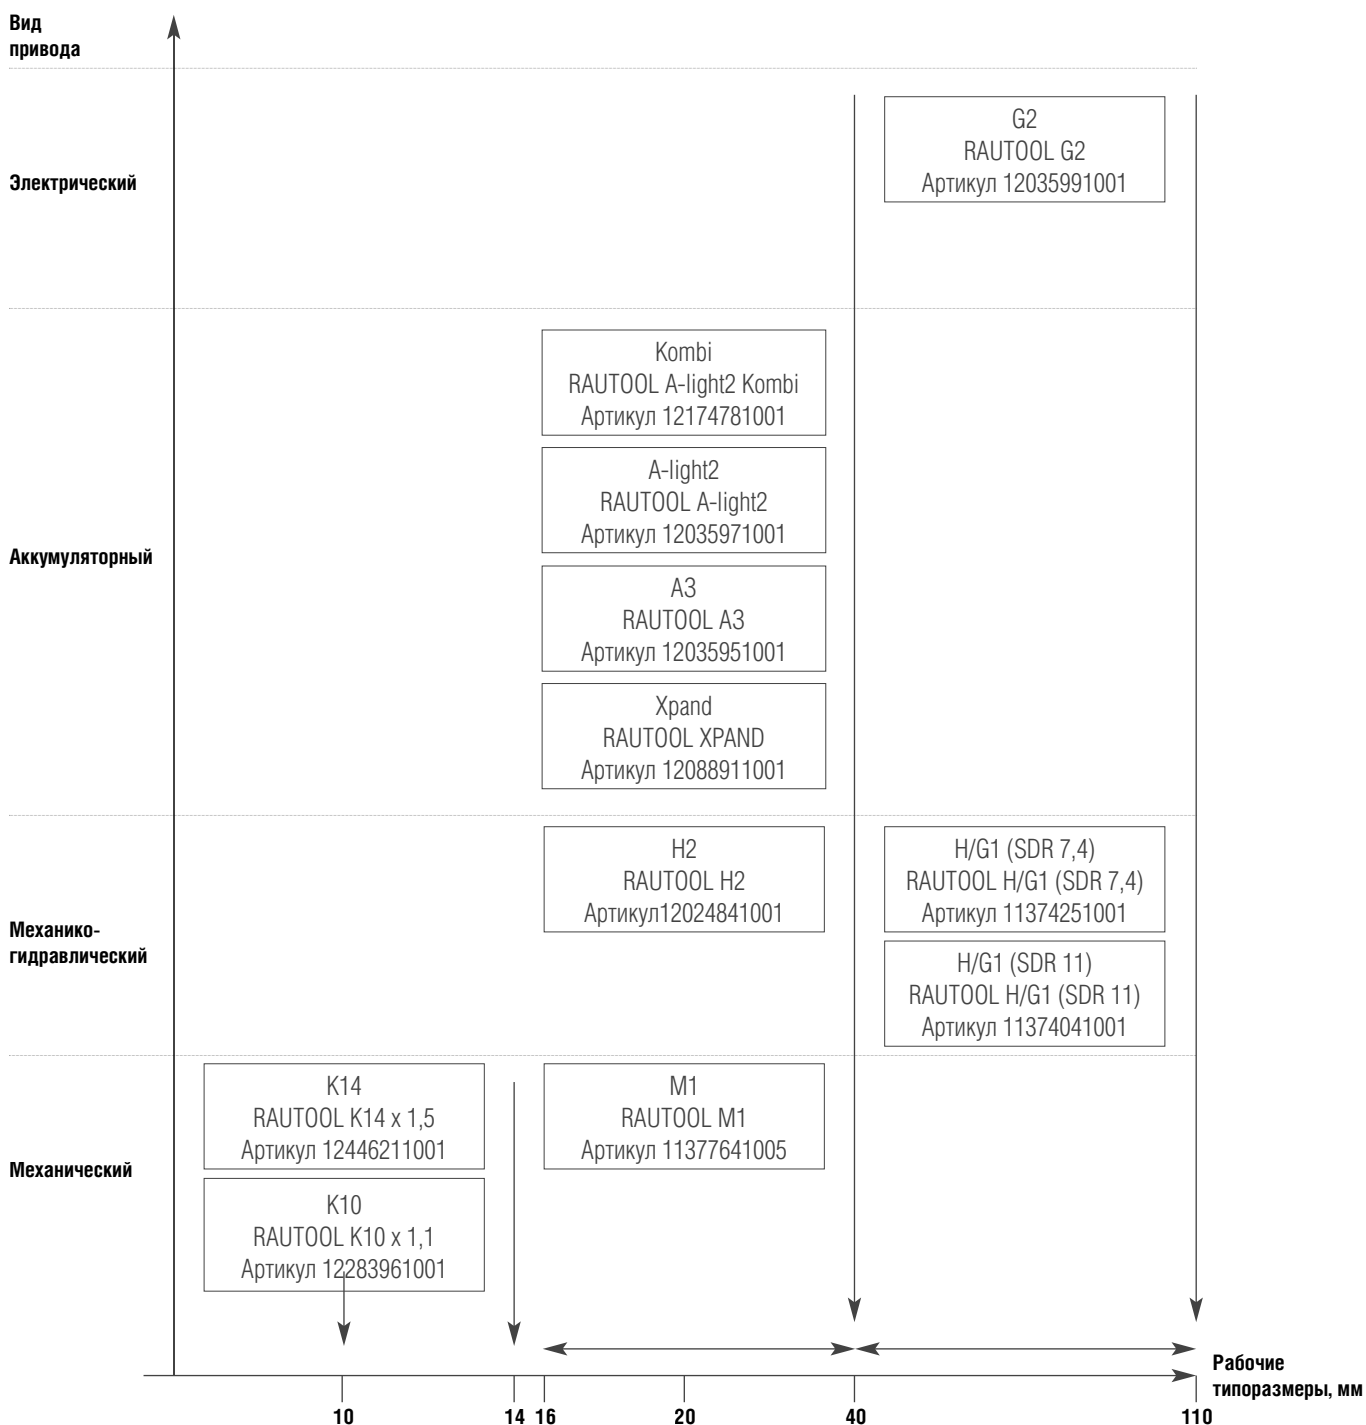 Вид
привода
Электрический
G2
RAUTOOL G2
Артикул 12035991001
Аккумуляторный
Kombi
RAUTOOL A-light2 Kombi
Артикул 12174781001
A-light2
RAUTOOL A-light2
Артикул 12035971001
A3
RAUTOOL A3
Артикул 12035951001
Xpand
RAUTOOL XPAND
Артикул 12088911001
Механико-
гидравлический
H2
RAUTOOL H2
Артикул12024841001
H/G1 (SDR 7,4)
RAUTOOL H/G1 (SDR 7,4)
Артикул 11374251001
H/G1 (SDR 11)
RAUTOOL H/G1 (SDR 11)
Артикул 11374041001
Механический
K14
RAUTOOL K14 x 1,5
Артикул 12446211001
K10
RAUTOOL K10 x 1,1
Артикул 12283961001
M1
RAUTOOL M1
Артикул 11377641005
Рабочие
типоразмеры, мм
10 14 16 20 40 110